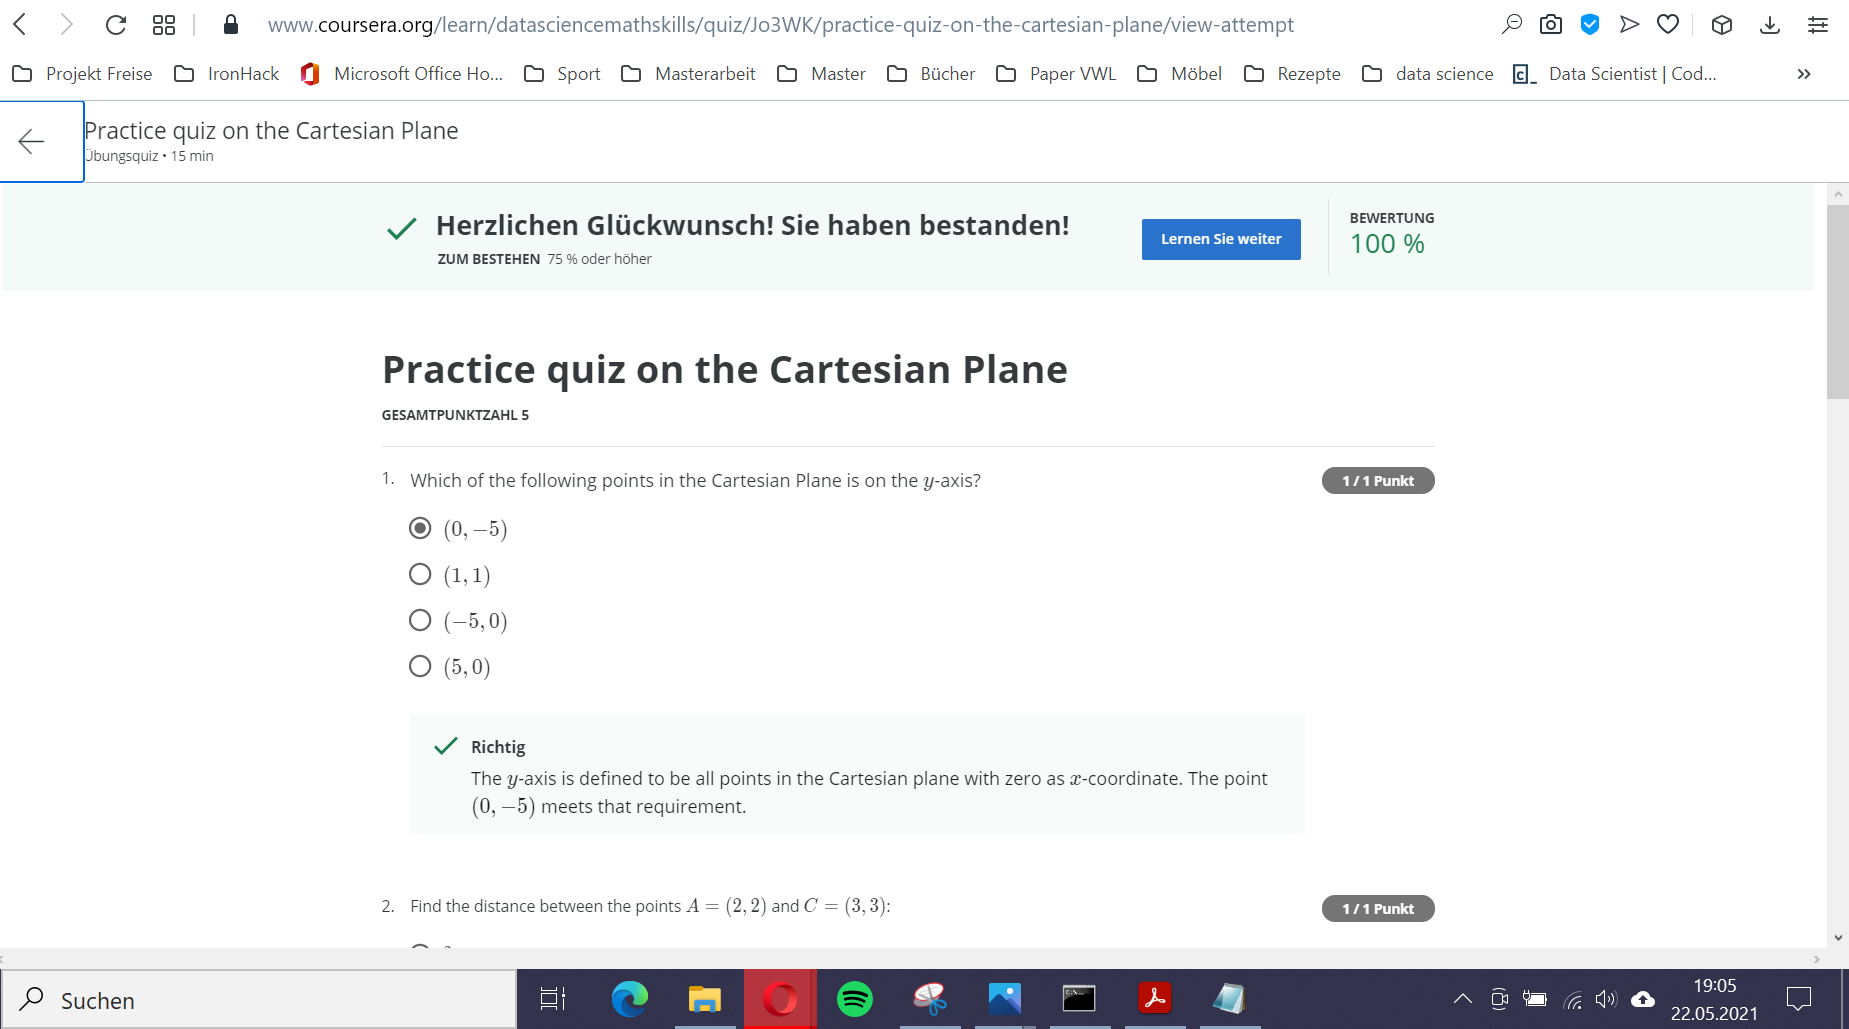 www.coursera.org/learn/datasciencemathskills/quiz/Jo3WK/practice-quiz-on-the-cartesian-plane/view-attempt
Projekt Freise IronHack Microsoft Office Ho... Sport Masterarbeit Master Bücher Paper VWL Möbel Rezepte data science Data Scientist | Cod... »
Practice quiz on the Cartesian Plane
Übungsquiz • 15 min
Herzlichen Glückwunsch! Sie haben bestanden!
ZUM BESTEHEN 75 % oder höher
Lernen Sie weiter
BEWERTUNG
100 %
Practice quiz on the Cartesian Plane
GESAMTPUNKTZAHL 5
1. Which of the following points in the Cartesian Plane is on the y-axis?
1 / 1 Punkt
(0, −5)
(1, 1)
(−5, 0)
(5, 0)
Richtig
The y-axis is defined to be all points in the Cartesian plane with zero as x-coordinate. The point
(0, −5) meets that requirement.
2. Find the distance between the points A = (2, 2) and C = (3, 3):
1 / 1 Punkt
Suchen
19:05
22.05.2021